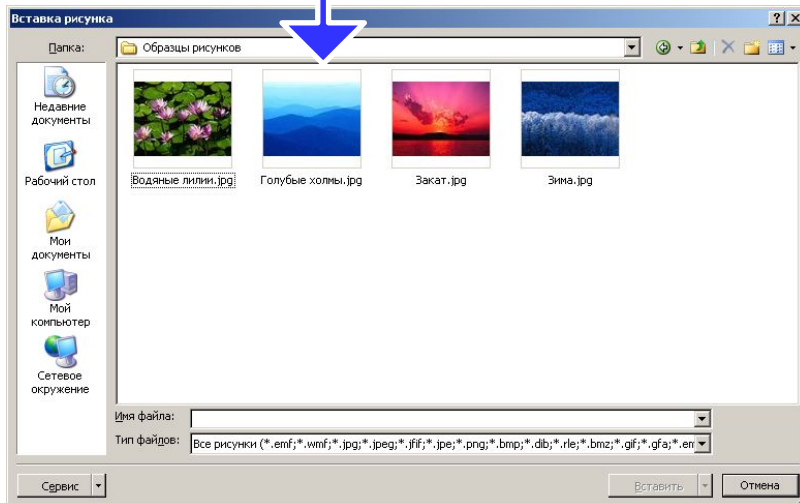 Вставка рисунка
Папка:
Образцы рисунков
Недавние
документы
Рабочий стол
Мои
документы
Мой
компьютер
Сетевое
окружение
Водяные лилии.jpg
Голубые холмы.jpg
Закат.jpg
Зима.jpg
Имя файла:
Тип файлов:
Все рисунки (*.emf;*.wmf;*.jpg;*.jpeg;*.jfif;*.jpe;*.png;*.bmp;*.dib;*.rle;*.bmz;*.gif;*.gfa;*.em
Сервис
Вставить
Отмена